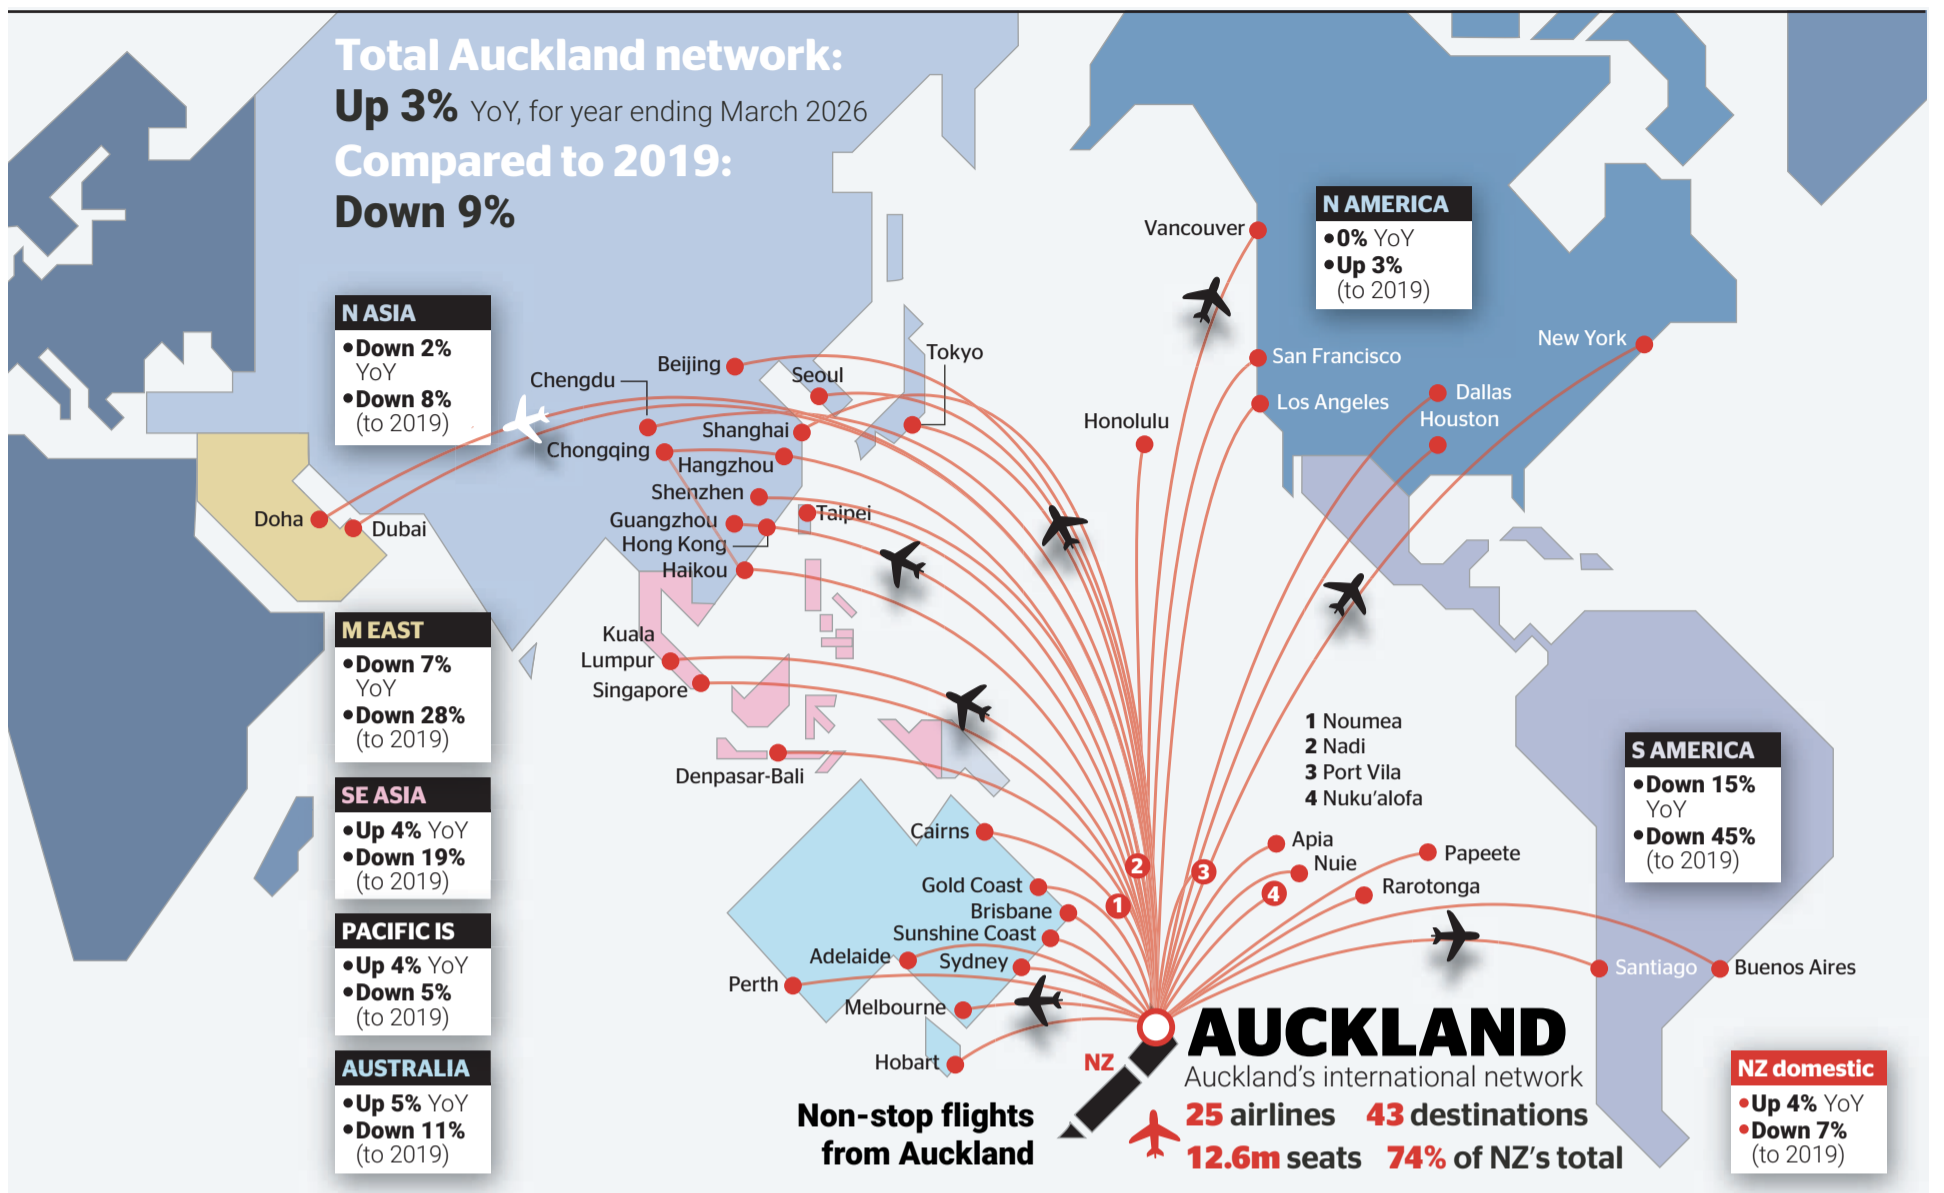 Total Auckland network:
Up 3% YoY, for year ending March 2026
Compared to 2019:
Down 9%
N ASIA
•Down 2%
YoY
•Down 8%
(to 2019)
M EAST
•Down 7%
YoY
•Down 28%
(to 2019)
SE ASIA
•Up 4% YoY
•Down 19%
(to 2019)
PACIFIC IS
•Up 4% YoY
•Down 5%
(to 2019)
AUSTRALIA
•Up 5% YoY
•Down 11%
(to 2019)
N AMERICA
•0% YoY
•Up 3%
(to 2019)
S AMERICA
•Down 15%
YoY
•Down 45%
(to 2019)
NZ domestic
•Up 4% YoY
•Down 7%
(to 2019)
Doha
Dubai
Beijing
Chengdu
Seoul
Tokyo
Shanghai
Chongqing
Hangzhou
Shenzhen
Guangzhou
Taipei
Hong Kong
Haikou
Kuala
Lumpur
Singapore
Denpasar-Bali
Vancouver
San Francisco
Los Angeles
Honolulu
New York
Dallas
Houston
1 Noumea
2 Nadi
3 Port Vila
4 Nuku'alofa
Apia
Nuie
Papeete
Rarotonga
1
2
3
4
Santiago
Buenos Aires
Cairns
Gold Coast
Brisbane
Sunshine Coast
Adelaide
Sydney
Perth
Melbourne
Hobart
NZ
Non-stop flights
from Auckland
AUCKLAND
Auckland's international network
25 airlines 43 destinations
12.6m seats 74% of NZ's total